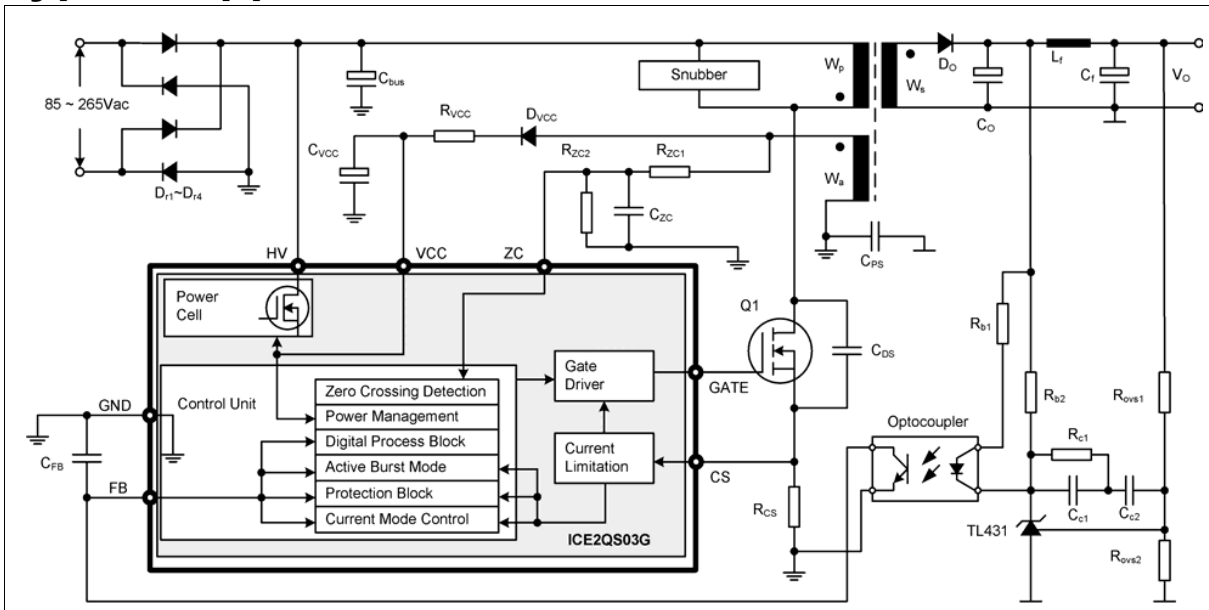 85 ~ 265Vac
Dr1~Dr4
Cbus
Snubber
Wp
Ws
DO
CO
Lf
Cf
VO
RVCC
DVCC
CVCC
RZC2
RZC1
CZC
Wa
CPS
HV
VCC
ZC
Power
Cell
Q1
CDS
Rb1
Gate
Driver
GATE
Control Unit
Zero Crossing Detection
Power Management
Digital Process Block
Active Burst Mode
Protection Block
Current Mode Control
Current
Limitation
GND
CFB
FB
CS
RCS
ICE2QS03G
Optocoupler
Rb2
Rovs1
Rc1
Cc1
Cc2
TL431
Rovs2